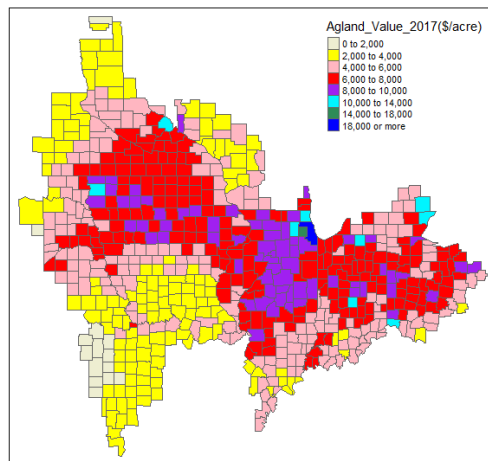 Agland_Value_2017($/acre)
0 to 2,000
2,000 to 4,000
4,000 to 6,000
6,000 to 8,000
8,000 to 10,000
10,000 to 14,000
14,000 to 18,000
18,000 or more